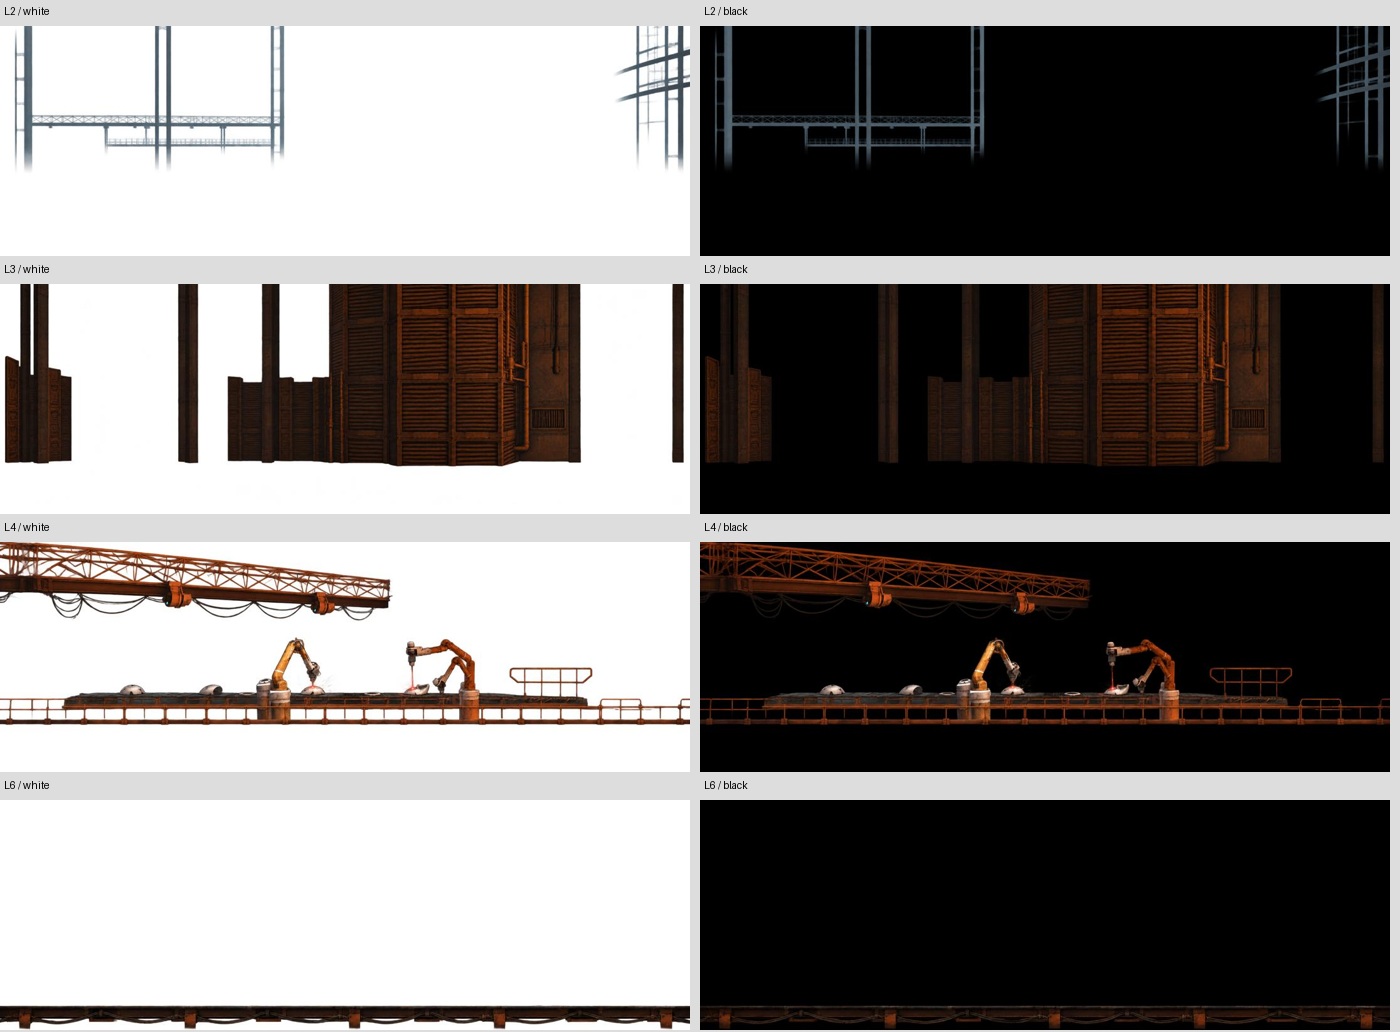 L2 / white
L2 / black
L3 / white
L3 / black
L4 / white
L4 / black
L6 / white
L6 / black